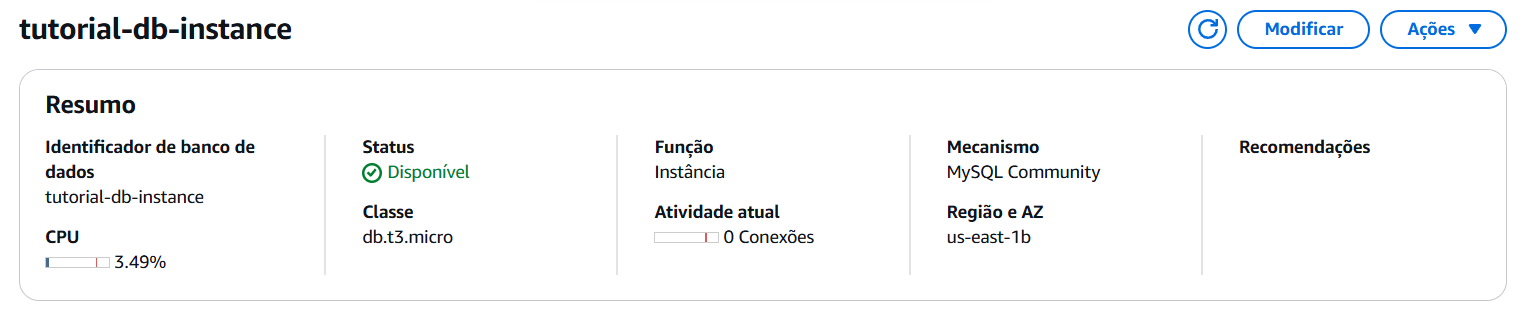 tutorial-db-instance
Modificar
Ações
Resumo
Identificador de banco de
dados
tutorial-db-instance
CPU
3.49%
Status
Disponível
Classe
db.t3.micro
Função
Instância
Atividade atual
0 Conexões
Mecanismo
MySQL Community
Região e AZ
us-east-1b
Recomendações